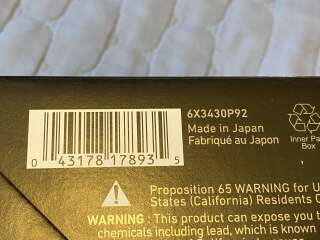 6X3430P92
Made in Japan
Fabriqué au Japon
Inner Pa
Box
0 43178 17893 5
Proposition 65 WARNING for U
States (California) Residents O
WARNING : This product can expose you t
chemicals including lead, which is known